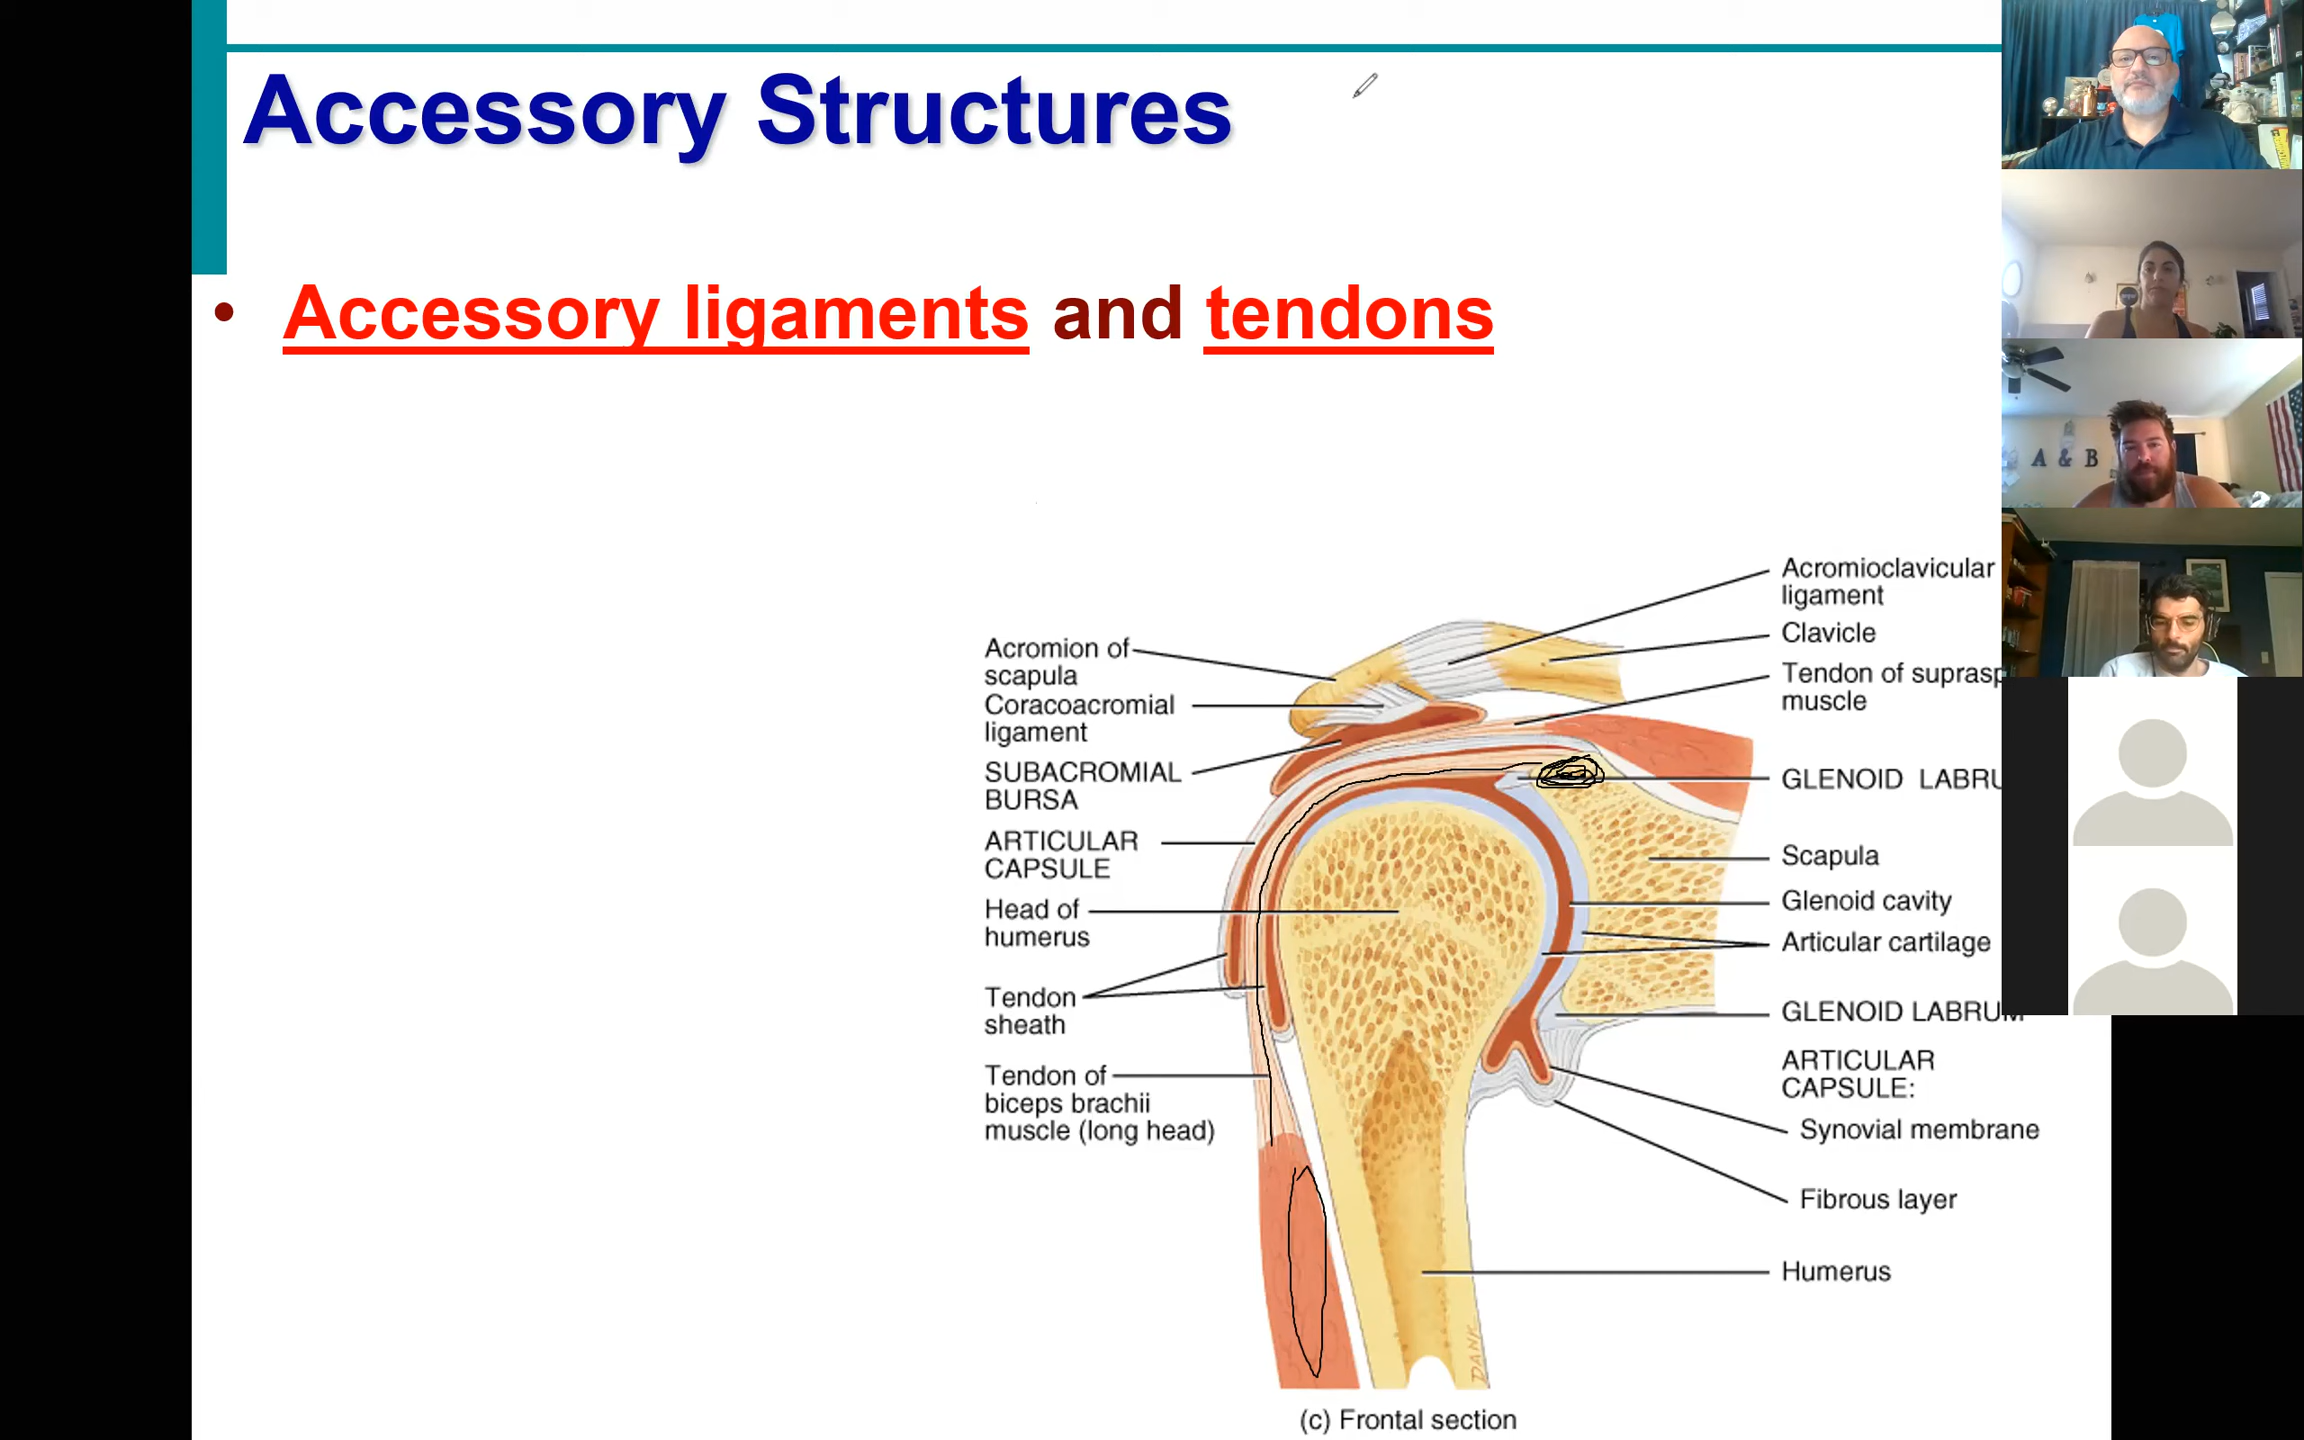 Accessory Structures
• Accessory ligaments and tendons
Acromion of
scapula
Coracoacromial
ligament
SUBACROMIAL
BURSA
ARTICULAR
CAPSULE
Head of
humerus
Tendon
sheath
Tendon of
biceps brachii
muscle (long head)
Acromioclavicular
ligament
Clavicle
Tendon of suprasp
muscle
GLENOID LABRU
Scapula
Glenoid cavity
Articular cartilage
GLENOID LABRUM
ARTICULAR
CAPSULE:
Synovial membrane
Fibrous layer
Humerus
DANK
(c) Frontal section
A & B